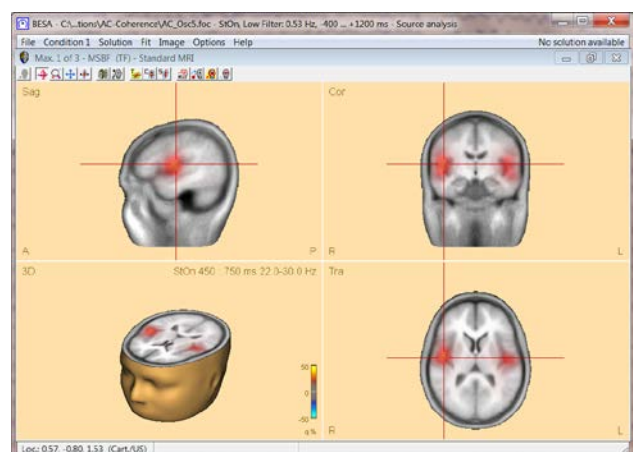 BESA - C:\...tions\AC-Coherence\AC_Osc5.foc - StOn, Low Filter: 0.53 Hz, -400 ... +1200 ms - Source analysis
File Condition 1 Solution Fit Image Options Help No solution available
Max. 1 of 3 - MSBF (TF) - Standard MRI
Sag Cor
A P R L
3D StOn 450 : 750 ms 22.0-30.0 Hz Tra
50
0
-50
q % R L
Loc.: 0.57, -0.80, 1.53 (Cart./US)